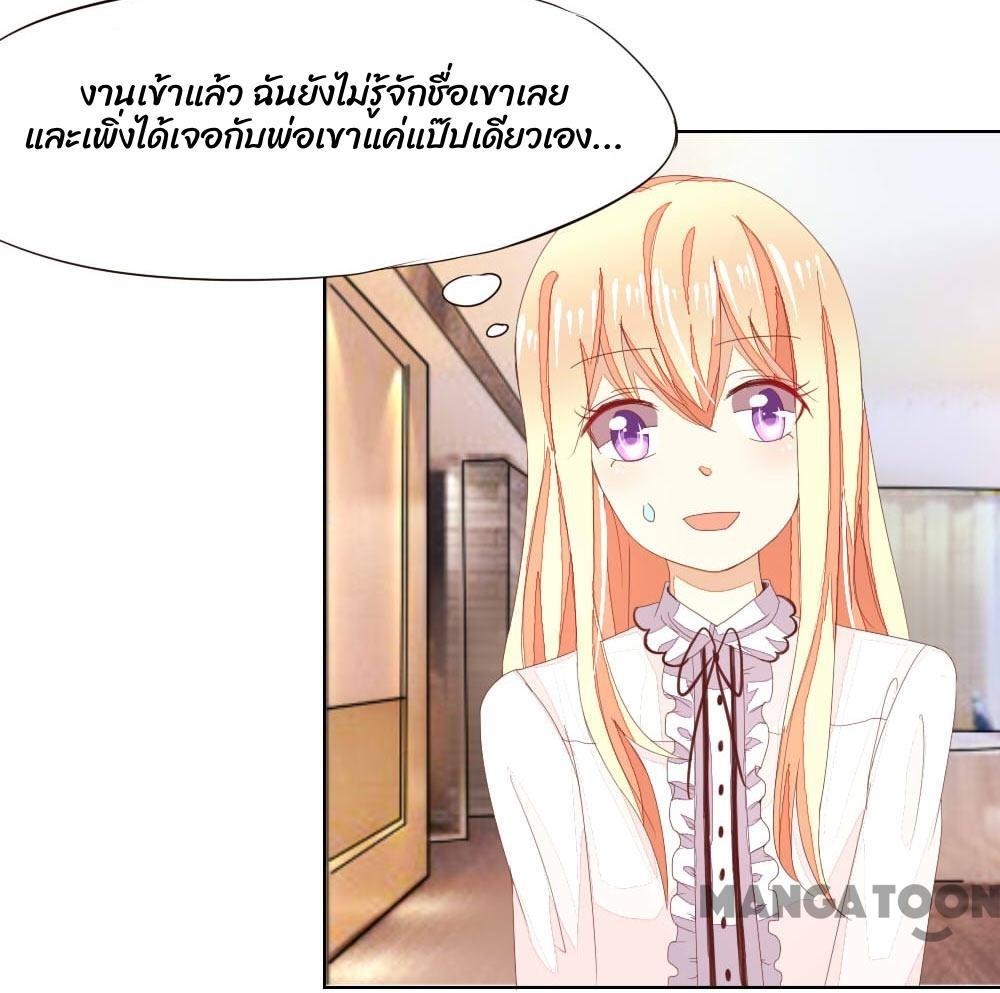 งานเข้าแล้ว ฉันยังไม่รู้จักชื่อเขาเลย
และเพิ่งได้เจอกับพ่อเขาแค่แป๊ปเดียวเอง...
MANGATOON